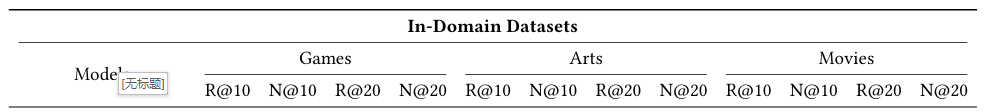 In-Domain Datasets
Games Arts Movies
Model
[无标题]
R@10 N@10 R@20 N@20 R@10 N@10 R@20 N@20 R@10 N@10 R@20 N@20